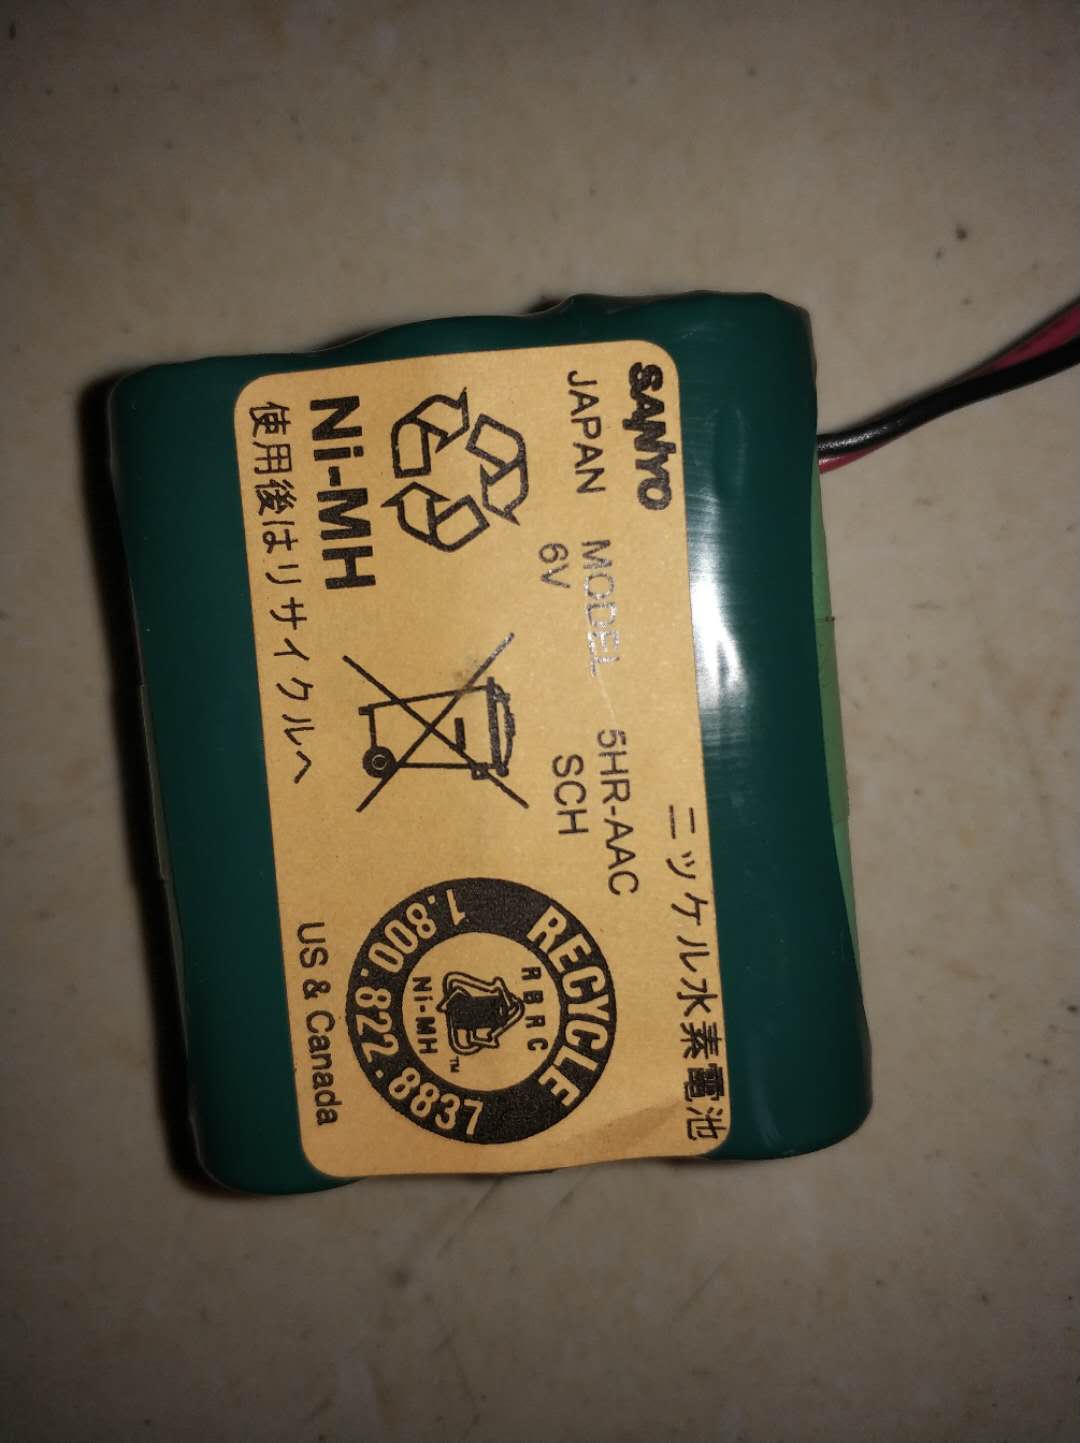 ニッケル水素電池
SANYO
JAPAN MODEL 5HR-AAC
6V SCH
RECYCLE
RBRC
Ni-MH
TM
1.800.822.8837
Ni-MH
使用後はリサイクルへ
US & Canada